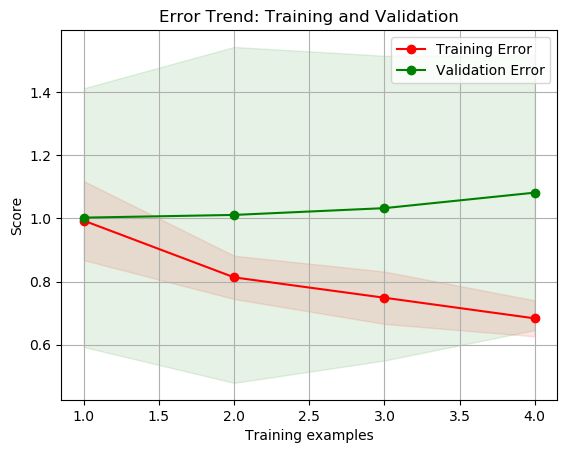 Error Trend: Training and Validation
Training Error
Validation Error
Score
1.4
1.2
1.0
0.8
0.6
1.0 1.5 2.0 2.5 3.0 3.5 4.0
Training examples